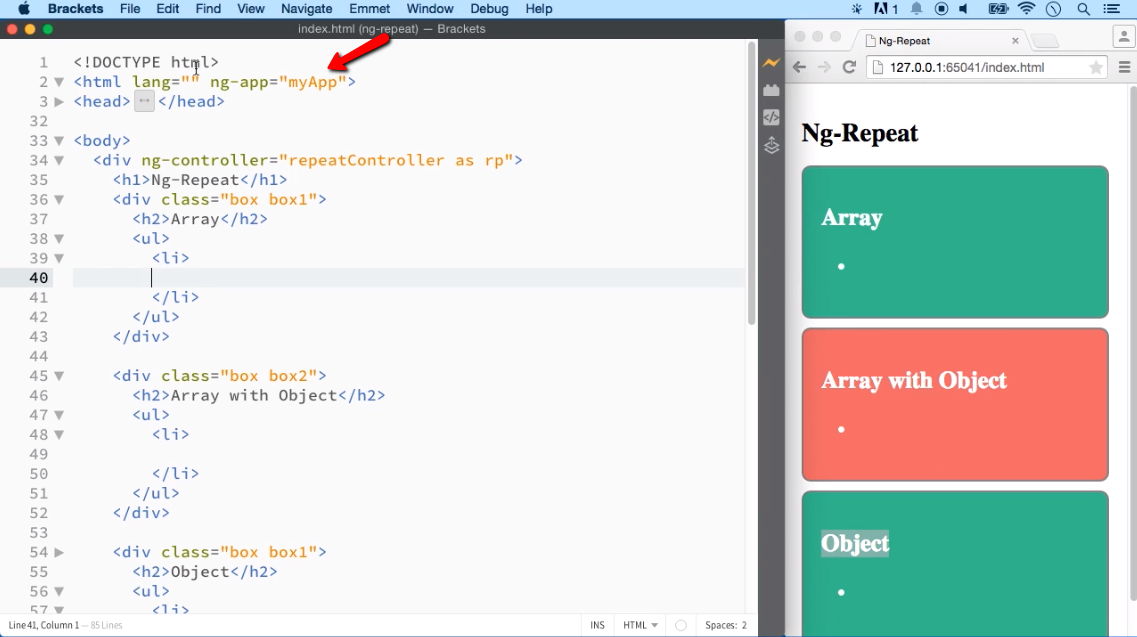 Brackets File Edit Find View Navigate Emmet Window Debug Help 1
index.html (ng-repeat) — Brackets
1 <!DOCTYPE html>
2 <html lang="" ng-app="myApp">
3 <head> ↔ </head>
32
33 <body>
34 <div ng-controller="repeatController as rp">
35 <h1>Ng-Repeat</h1>
36 <div class="box box1">
37 <h2>Array</h2>
38 <ul>
39 <li>
40
41 </li>
42 </ul>
43 </div>
44
45 <div class="box box2">
46 <h2>Array with Object</h2>
47 <ul>
48 <li>
49
50 </li>
51 </ul>
52 </div>
53
54 <div class="box box1">
55 <h2>Object</h2>
56 <ul>
57 <li>
Line 41, Column 1 — 85 Lines
INS HTML Spaces: 2
Ng-Repeat
127.0.0.1:65041/index.html
Ng-Repeat
Array
Array with Object
Object